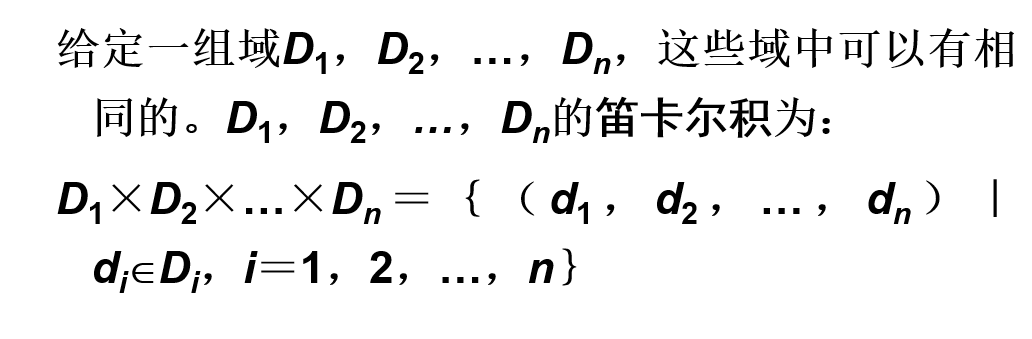 给定一组域D₁，D₂，…，Dₙ，这些域中可以有相
同的。D₁，D₂，…，Dₙ的笛卡尔积为：
D₁×D₂×…×Dₙ＝｛（d₁，d₂，…，dₙ）｜
dᵢ∈Dᵢ，i＝1，2，…，n｝